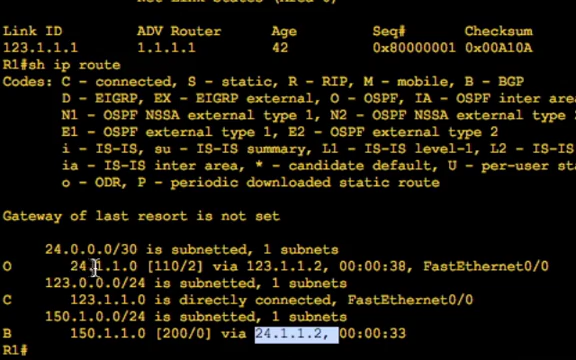 Net Link States (Area 0)
Link ID ADV Router Age Seq# Checksum
123.1.1.1 1.1.1.1 42 0x80000001 0x00A10A
R1#sh ip route
Codes: C - connected, S - static, R - RIP, M - mobile, B - BGP
D - EIGRP, EX - EIGRP external, O - OSPF, IA - OSPF inter area
N1 - OSPF NSSA external type 1, N2 - OSPF NSSA external type
E1 - OSPF external type 1, E2 - OSPF external type 2
i - IS-IS, su - IS-IS summary, L1 - IS-IS level-1, L2 - IS-IS
ia - IS-IS inter area, * - candidate default, U - per-user sta
o - ODR, P - periodic downloaded static route
Gateway of last resort is not set
24.0.0.0/30 is subnetted, 1 subnets
O 24.1.1.0 [110/2] via 123.1.1.2, 00:00:38, FastEthernet0/0
123.0.0.0/24 is subnetted, 1 subnets
C 123.1.1.0 is directly connected, FastEthernet0/0
150.1.0.0/24 is subnetted, 1 subnets
B 150.1.1.0 [200/0] via 24.1.1.2, 00:00:33
R1#